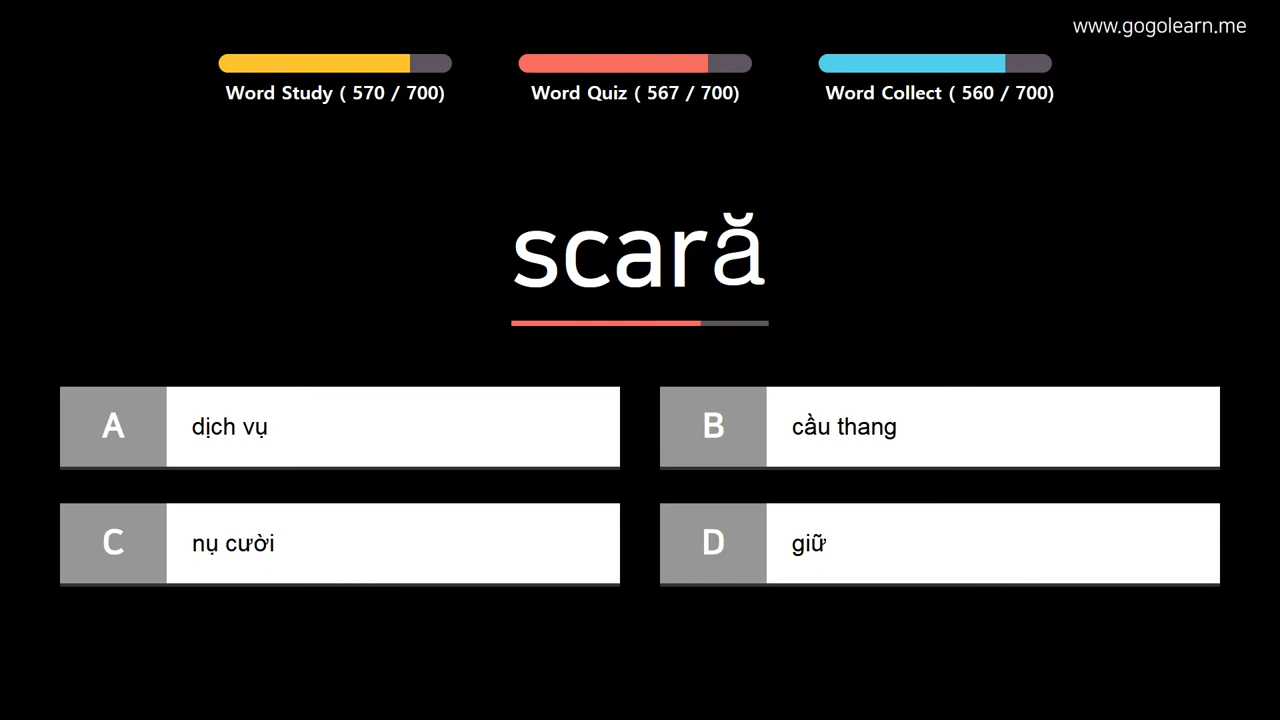 www.gogolearn.me
Word Study ( 570 / 700)
Word Quiz ( 567 / 700)
Word Collect ( 560 / 700)
scară
A dịch vụ
B cầu thang
C nụ cười
D giữ